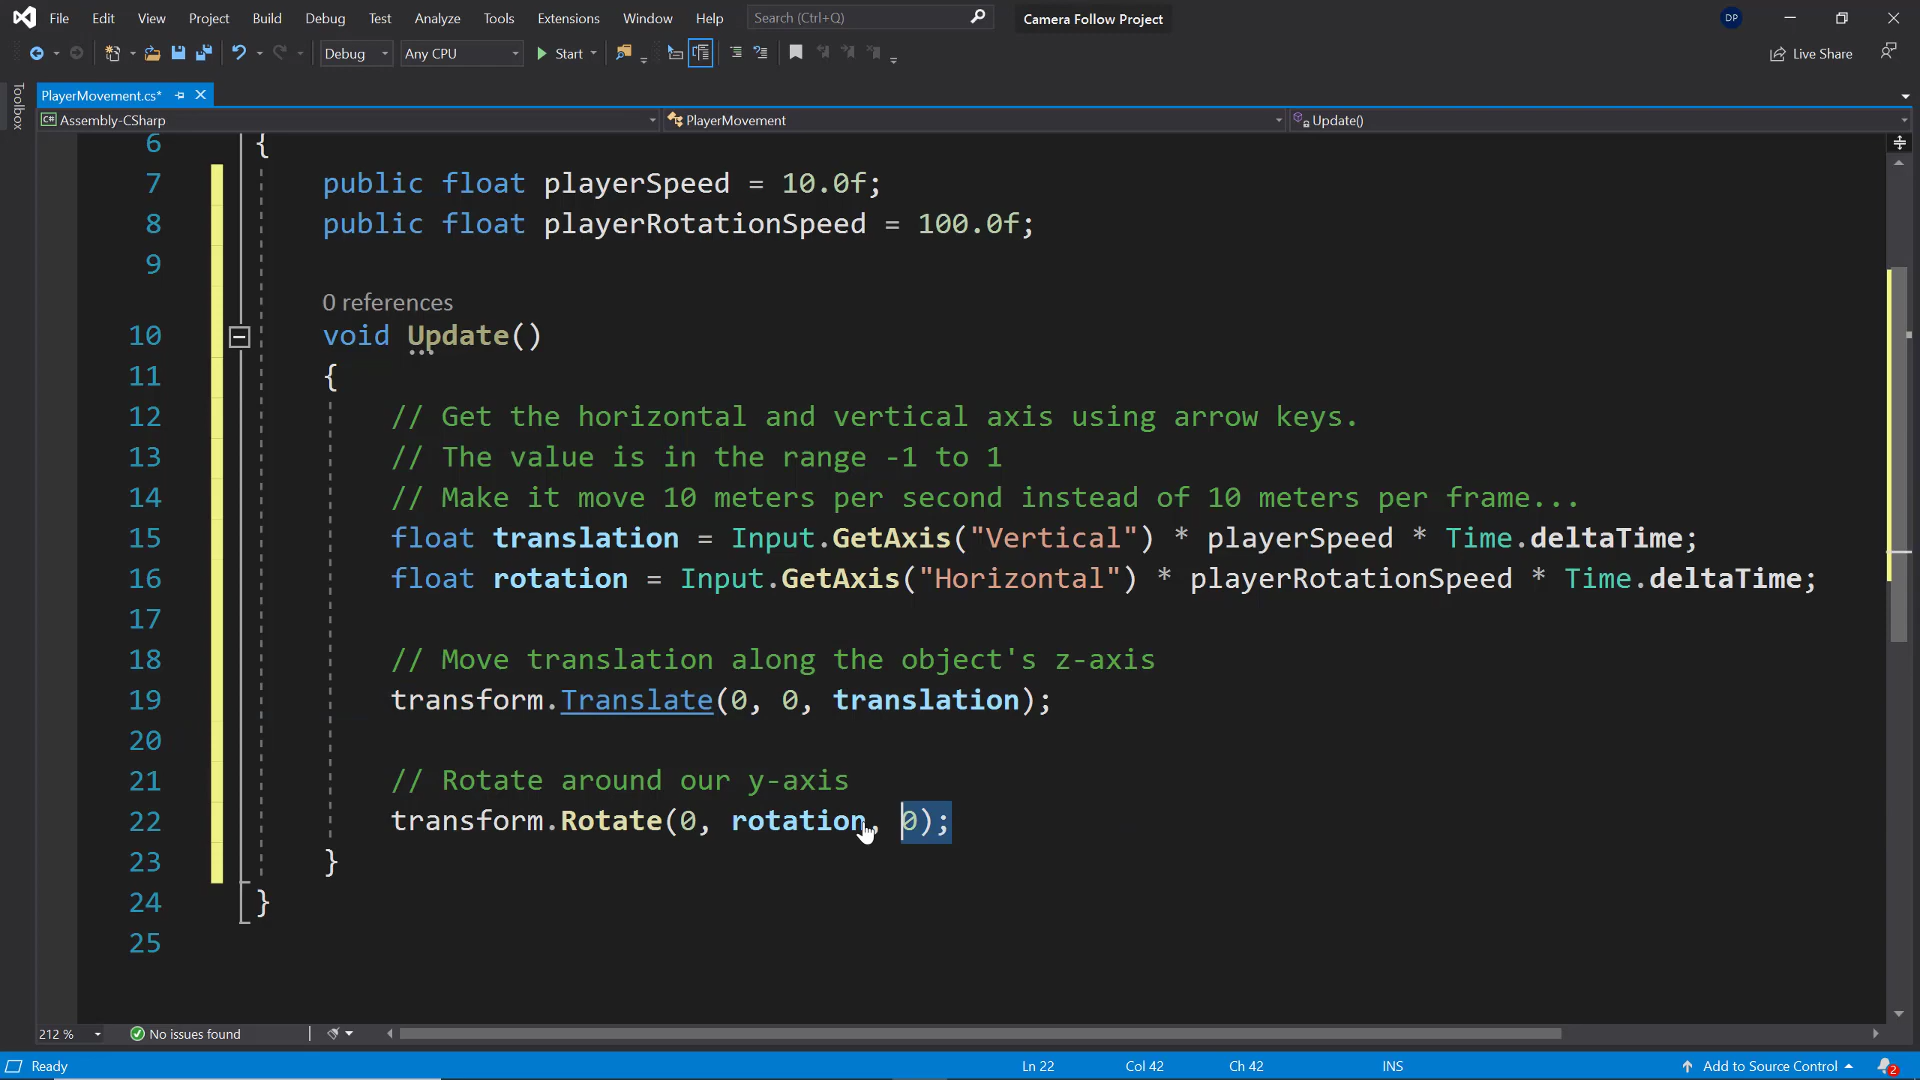 File Edit View Project Build Debug Test Analyze Tools Extensions Window Help Search (Ctrl+Q) Camera Follow Project DP
Debug Any CPU Start Live Share
Toolbox
PlayerMovement.cs*
C# Assembly-CSharp PlayerMovement Update()
6 {
7 public float playerSpeed = 10.0f;
8 public float playerRotationSpeed = 100.0f;
9
0 references
10 void Update()
11 {
12 // Get the horizontal and vertical axis using arrow keys.
13 // The value is in the range -1 to 1
14 // Make it move 10 meters per second instead of 10 meters per frame...
15 float translation = Input.GetAxis("Vertical") * playerSpeed * Time.deltaTime;
16 float rotation = Input.GetAxis("Horizontal") * playerRotationSpeed * Time.deltaTime;
17
18 // Move translation along the object's z-axis
19 transform.Translate(0, 0, translation);
20
21 // Rotate around our y-axis
22 transform.Rotate(0, rotation, 0);
23 }
24 }
25
212 % No issues found
Ready Ln 22 Col 42 Ch 42 INS Add to Source Control 2